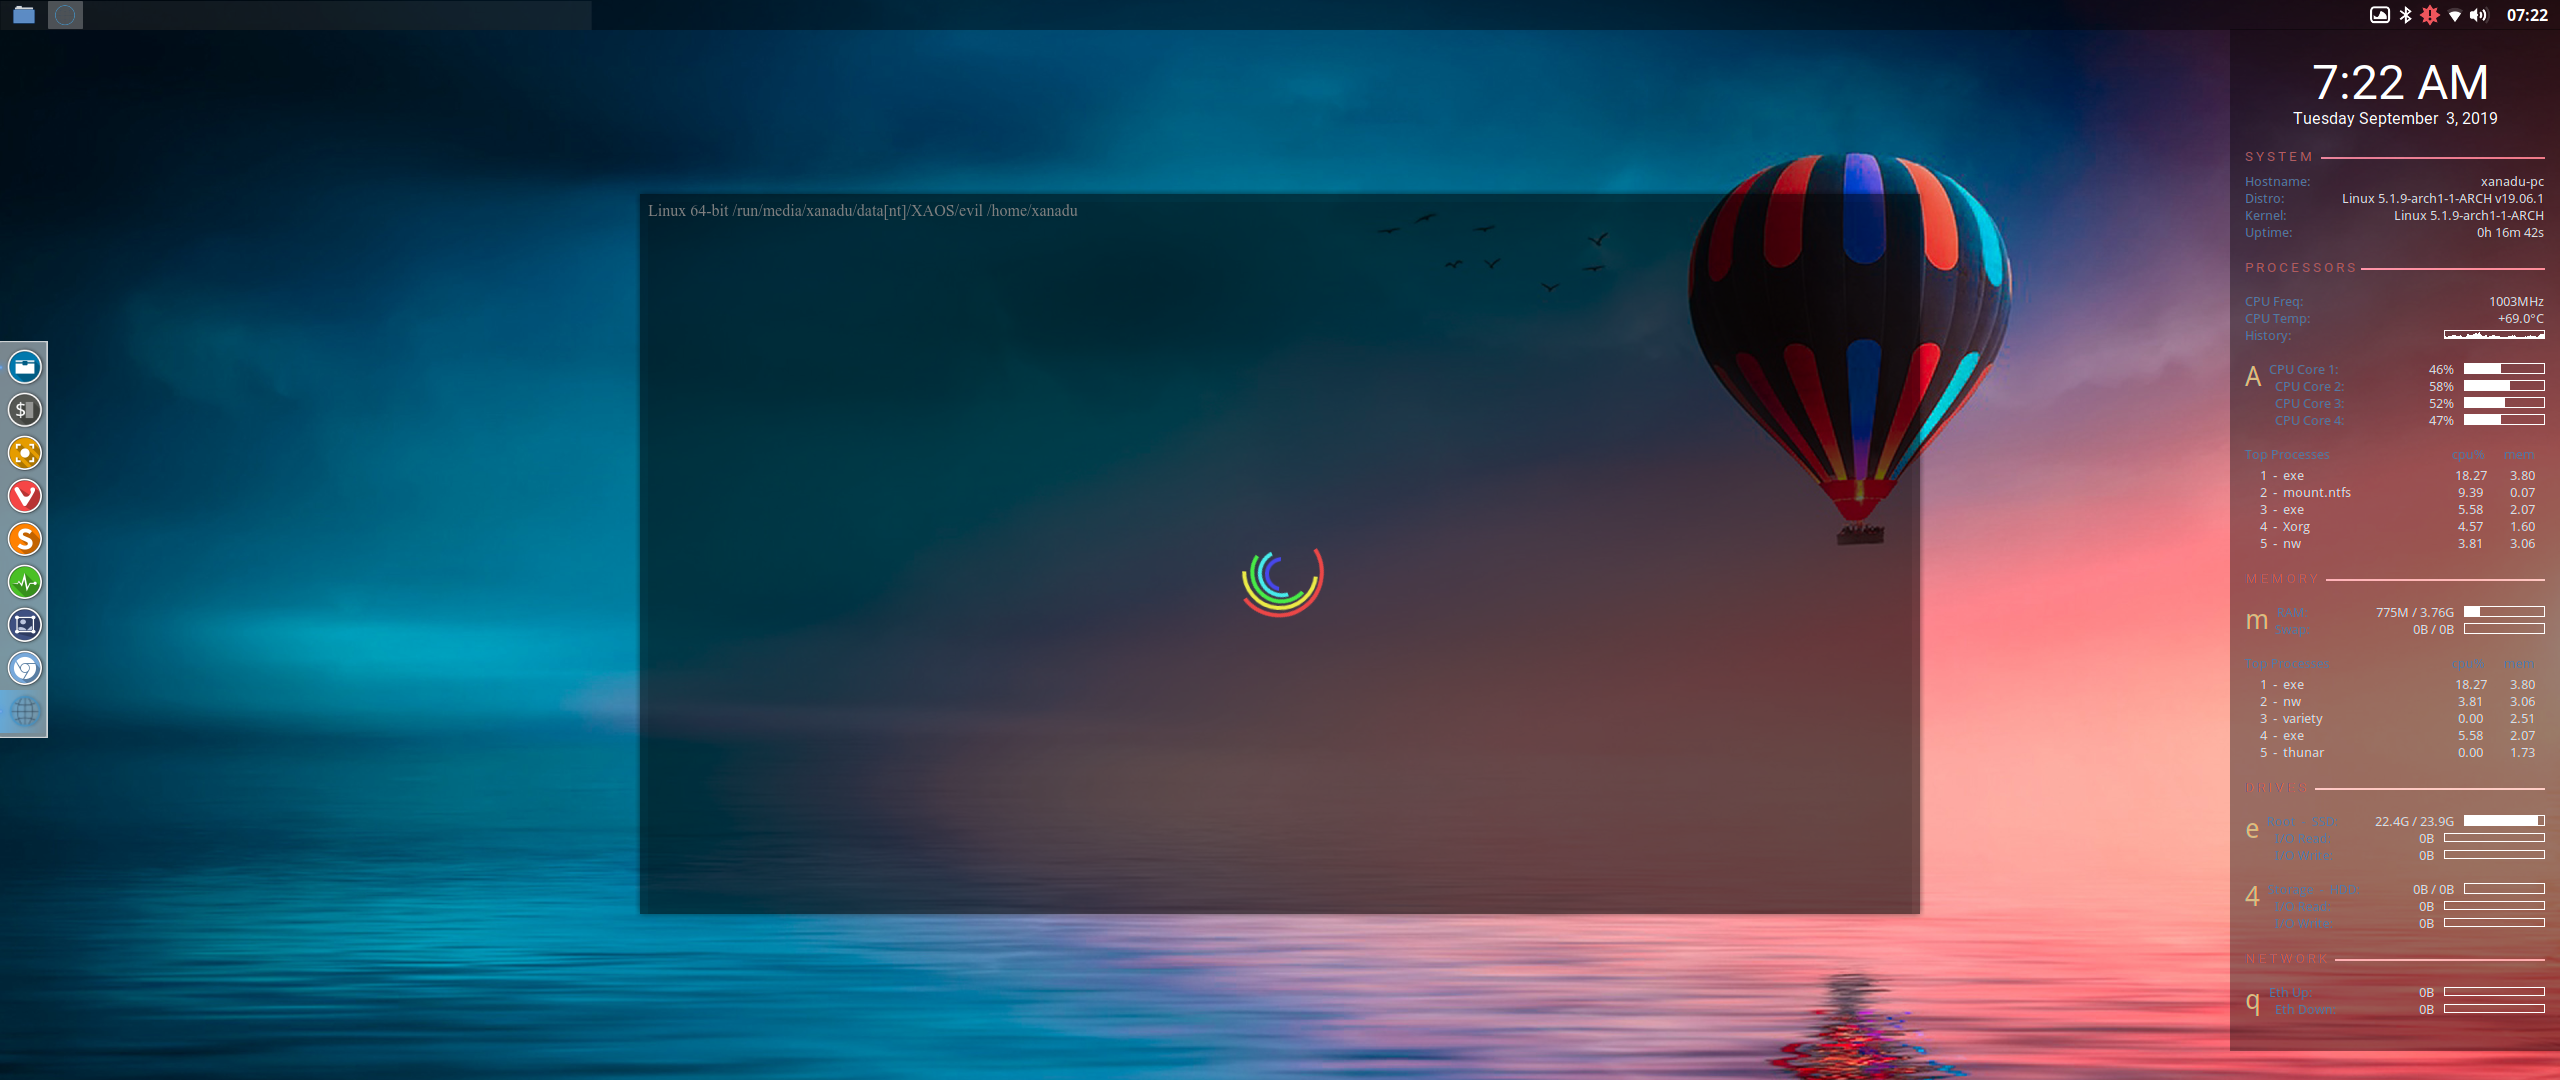 07:22
7:22 AM
Tuesday September 3, 2019
SYSTEM
Hostname: xanadu-pc
Distro: Linux 5.1.9-arch1-1-ARCH v19.06.1
Kernel: Linux 5.1.9-arch1-1-ARCH
Uptime: 0h 16m 42s
PROCESSORS
CPU Freq: 1003MHz
CPU Temp: +69.0°C
History:
A CPU Core 1: 46%
CPU Core 2: 58%
CPU Core 3: 52%
CPU Core 4: 47%
Top Processes cpu% mem
1 - exe 18.27 3.80
2 - mount.ntfs 9.39 0.07
3 - exe 5.58 2.07
4 - Xorg 4.57 1.60
5 - nw 3.81 3.06
MEMORY
m RAM: 775M / 3.76G
Swap: 0B / 0B
Top Processes cpu% mem
1 - exe 18.27 3.80
2 - nw 3.81 3.06
3 - variety 0.00 2.51
4 - exe 5.58 2.07
5 - thunar 0.00 1.73
DRIVES
e 22.4G / 23.9G
0B
0B
4 0B / 0B
0B
0B
NETWORK
q Eth Up: 0B
Eth Down: 0B
Linux 64-bit /run/media/xanadu/data[nt]/XAOS/evil /home/xanadu
$
S